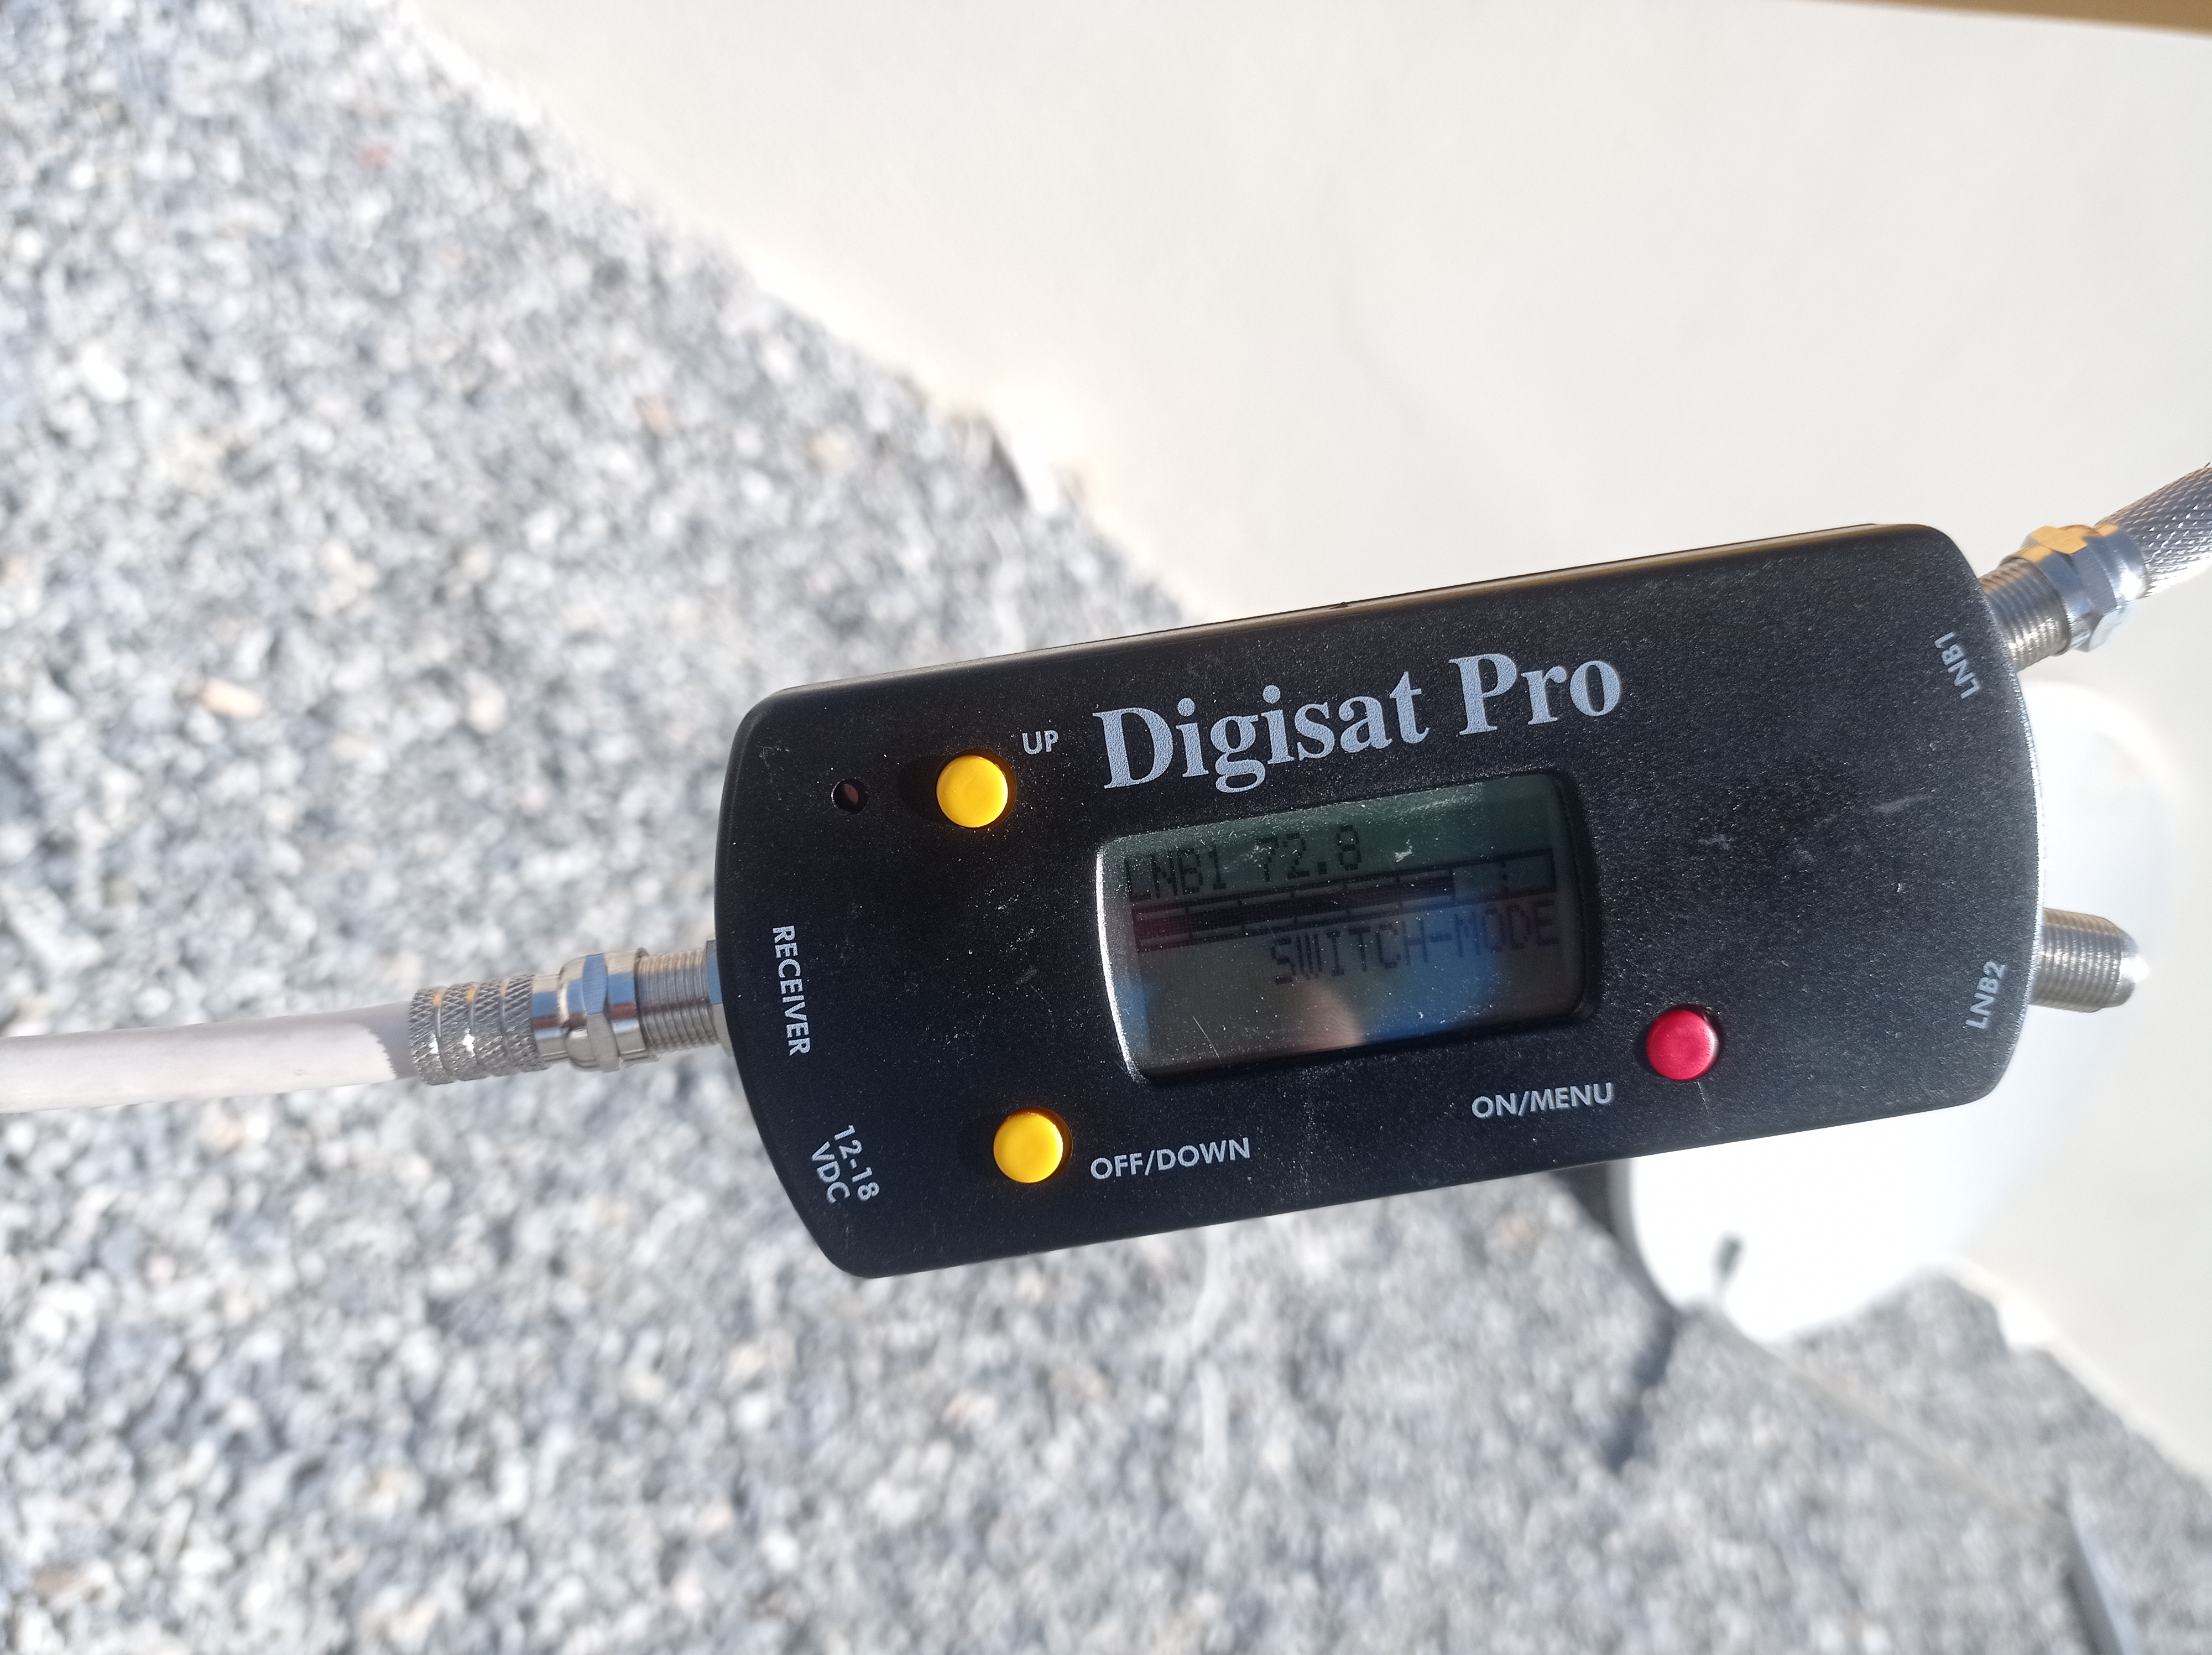 Digisat Pro
UP
LNB1
LNB1 72.8
SWITCH-MODE
RECEIVER
LNB2
ON/MENU
OFF/DOWN
12-18
VDC